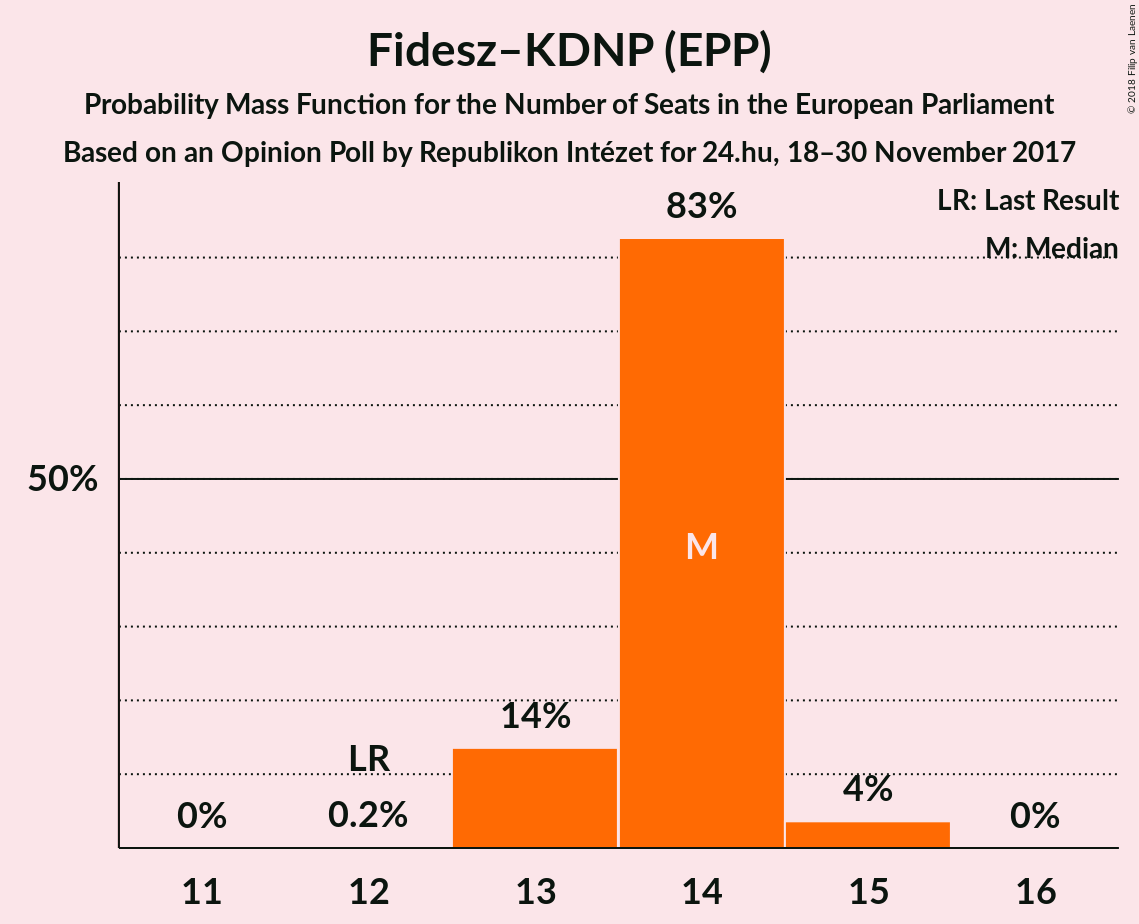 Fidesz–KDNP (EPP)
Probability Mass Function for the Number of Seats in the European Parliament
Based on an Opinion Poll by Republikon Intézet for 24.hu, 18–30 November 2017
© 2018 Filip van Laenen
LR: Last Result
M: Median
83%
50%
M
14%
LR
4%
0%
0.2%
0%
11
12
13
14
15
16